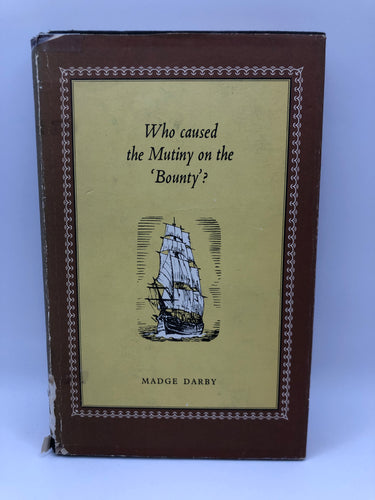 Who caused
the Mutiny on the
‘Bounty’?
MADGE DARBY